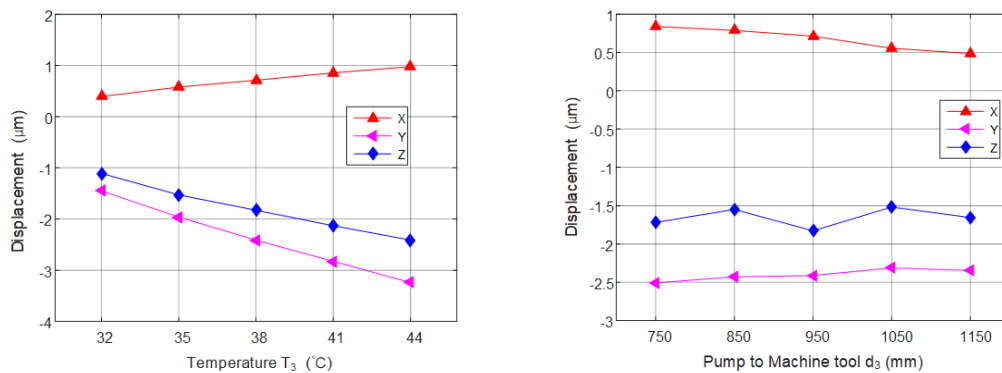 2
1
0
-1
-2
-3
-4
Displacement (μm)
X
Y
Z
32 35 38 41 44
Temperature T3 (°C)
1
0.5
0
-0.5
-1
-1.5
-2
-2.5
-3
Displacement (μm)
X
Y
Z
750 850 950 1050 1150
Pump to Machine tool d3 (mm)